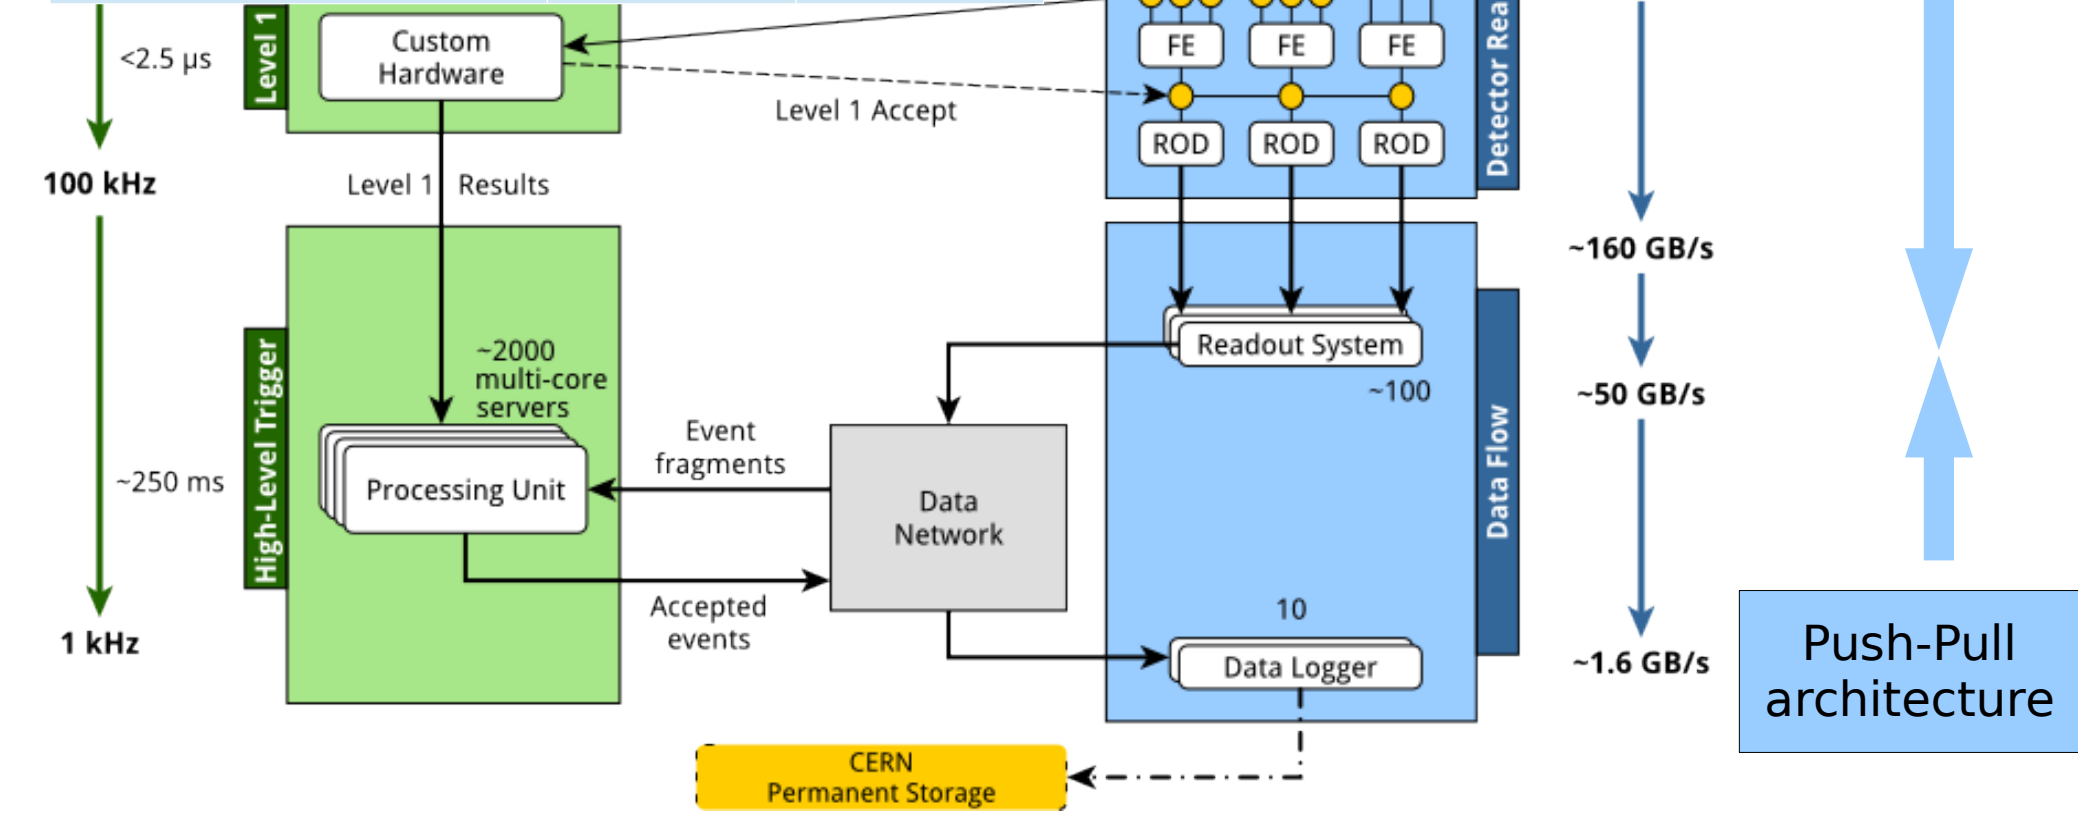 <2.5 µs
Level 1
Custom
Hardware
FE
FE
FE
Detector Rea
Level 1 Accept
ROD
ROD
ROD
100 kHz
Level 1 Results
~160 GB/s
~2000
multi-core
servers
Readout System
~100
~50 GB/s
High-Level Trigger
~250 ms
Processing Unit
Event
fragments
Data
Network
Data Flow
Accepted
events
10
1 kHz
Data Logger
~1.6 GB/s
Push-Pull
architecture
CERN
Permanent Storage